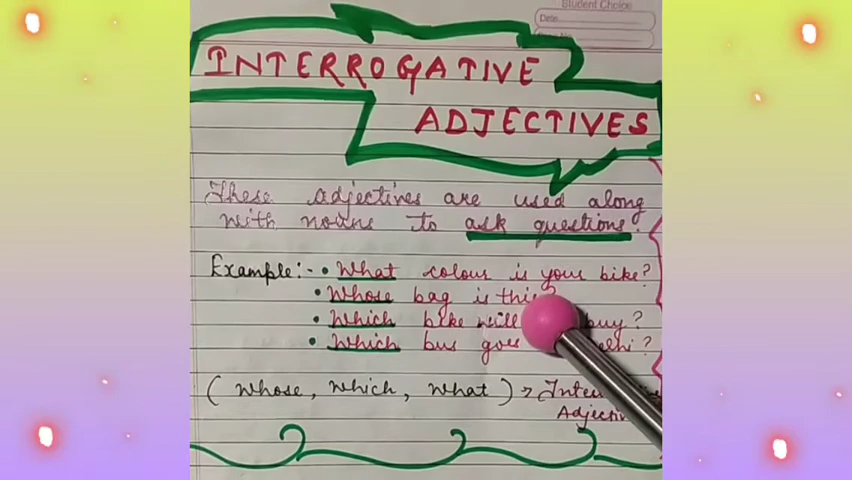 Student Choice
Date
INTERROGATIVE
ADJECTIVES
These adjectives are used along
with nouns to ask questions.
Example:- • What colour is your bike?
• Whose bag is this?
• Which bike will buy?
• Which bus goes ?
(Whose, which, what) →